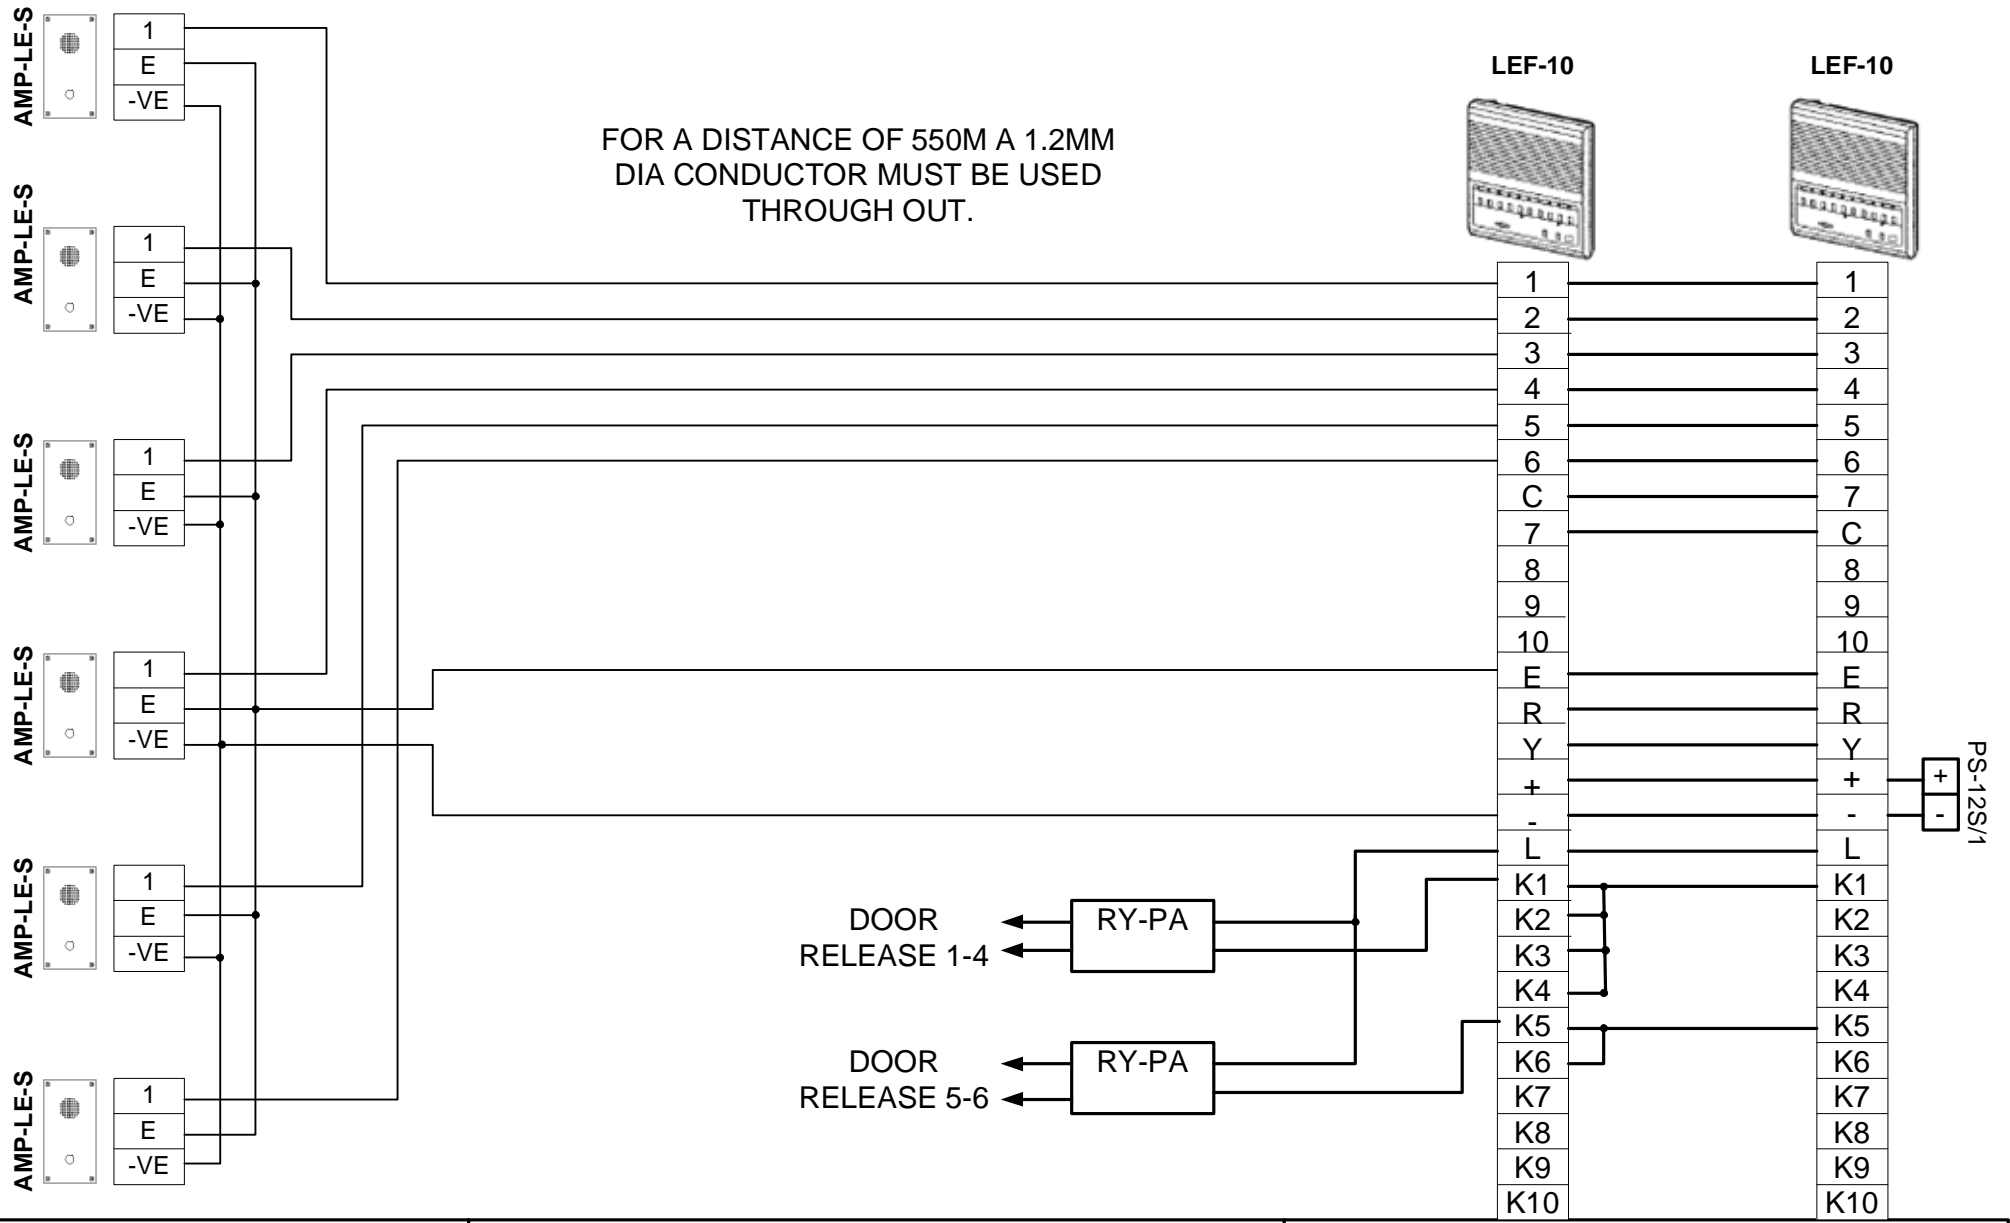 AMP-LE-S
1
E
-VE
AMP-LE-S
1
E
-VE
AMP-LE-S
1
E
-VE
AMP-LE-S
1
E
-VE
AMP-LE-S
1
E
-VE
AMP-LE-S
1
E
-VE
FOR A DISTANCE OF 550M A 1.2MM
DIA CONDUCTOR MUST BE USED
THROUGH OUT.
DOOR
RELEASE 1-4
RY-PA
DOOR
RELEASE 5-6
RY-PA
LEF-10
1
2
3
4
5
6
C
7
8
9
10
E
R
Y
+
-
L
K1
K2
K3
K4
K5
K6
K7
K8
K9
K10
LEF-10
1
2
3
4
5
6
7
C
8
9
10
E
R
Y
+
-
L
K1
K2
K3
K4
K5
K6
K7
K8
K9
K10
+
-
PS-12S/1